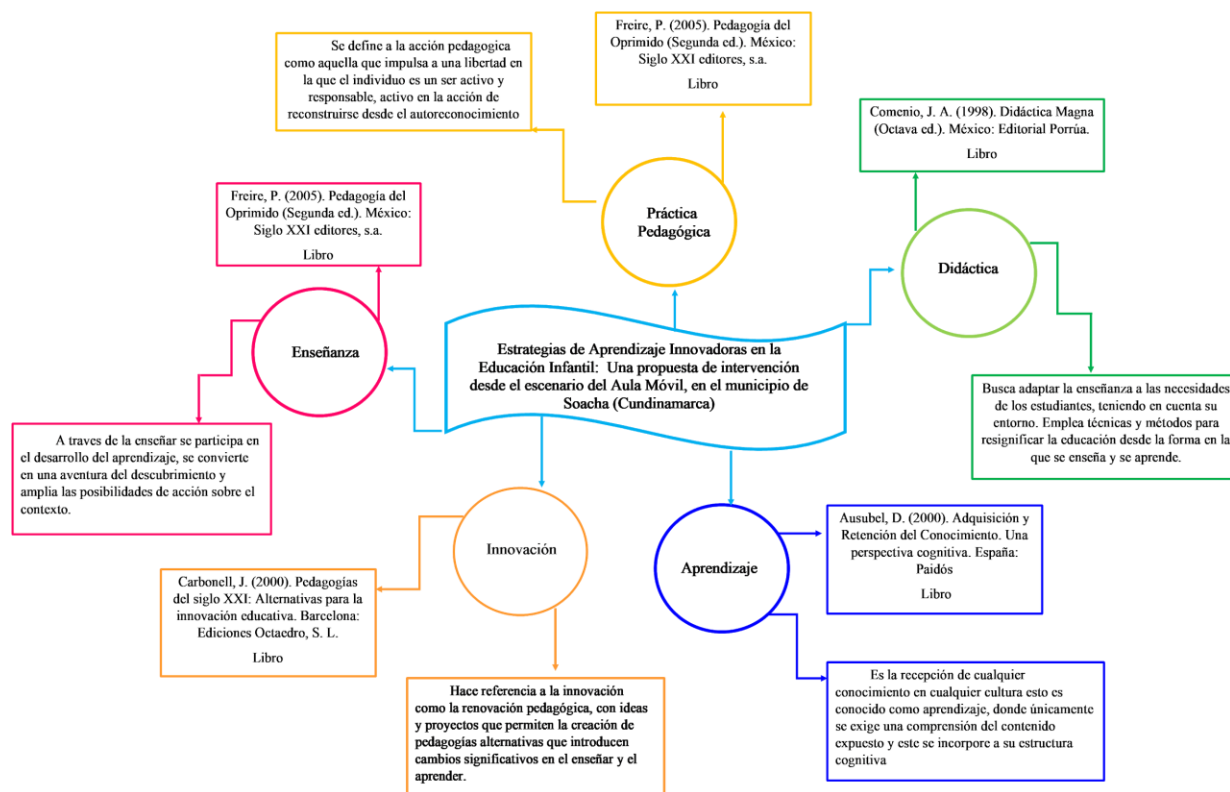 Se define a la acción pedagogica
como aquella que impulsa a una libertad en
la que el individuo es un ser activo y
responsable, activo en la acción de
reconstruirse desde el autoreconocimiento
Freire, P. (2005). Pedagogía del
Oprimido (Segunda ed.). México:
Siglo XXI editores, s.a.
Libro
Comenio, J. A. (1998). Didáctica Magna
(Octava ed.). México: Editorial Porrúa.
Libro
Freire, P. (2005). Pedagogía del
Oprimido (Segunda ed.). México:
Siglo XXI editores, s.a.
Libro
Práctica
Pedagógica
Didáctica
Enseñanza
Estrategias de Aprendizaje Innovadoras en la
Educación Infantil: Una propuesta de intervención
desde el escenario del Aula Móvil, en el municipio de
Soacha (Cundinamarca)
Busca adaptar la enseñanza a las necesidades
de los estudiantes, teniendo en cuenta su
entorno. Emplea técnicas y métodos para
resignificar la educación desde la forma en la
que se enseña y se aprende.
A traves de la enseñar se participa en
el desarrollo del aprendizaje, se convierte
en una aventura del descubrimiento y
amplia las posibilidades de acción sobre el
contexto.
Innovación
Aprendizaje
Ausubel, D. (2000). Adquisición y
Retención del Conocimiento. Una
perspectiva cognitiva. España:
Paidós
Libro
Carbonell, J. (2000). Pedagogías
del siglo XXI: Alternativas para la
innovación educativa. Barcelona:
Ediciones Octaedro, S. L.
Libro
Hace referencia a la innovación
como la renovación pedagógica, con ideas
y proyectos que permiten la creación de
pedagogías alternativas que introducen
cambios significativos en el enseñar y el
aprender.
Es la recepción de cualquier
conocimiento en cualquier cultura esto es
conocido como aprendizaje, donde únicamente
se exige una comprensión del contenido
expuesto y este se incorpore a su estructura
cognitiva